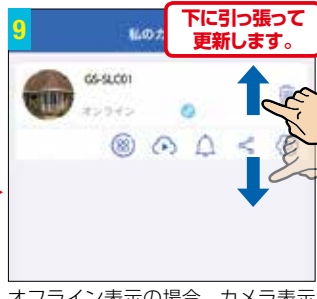 9
私のカ
下に引っ張って
更新します。
GS-SLC01
オンライン
オフライン表示の場合、カメラ表示